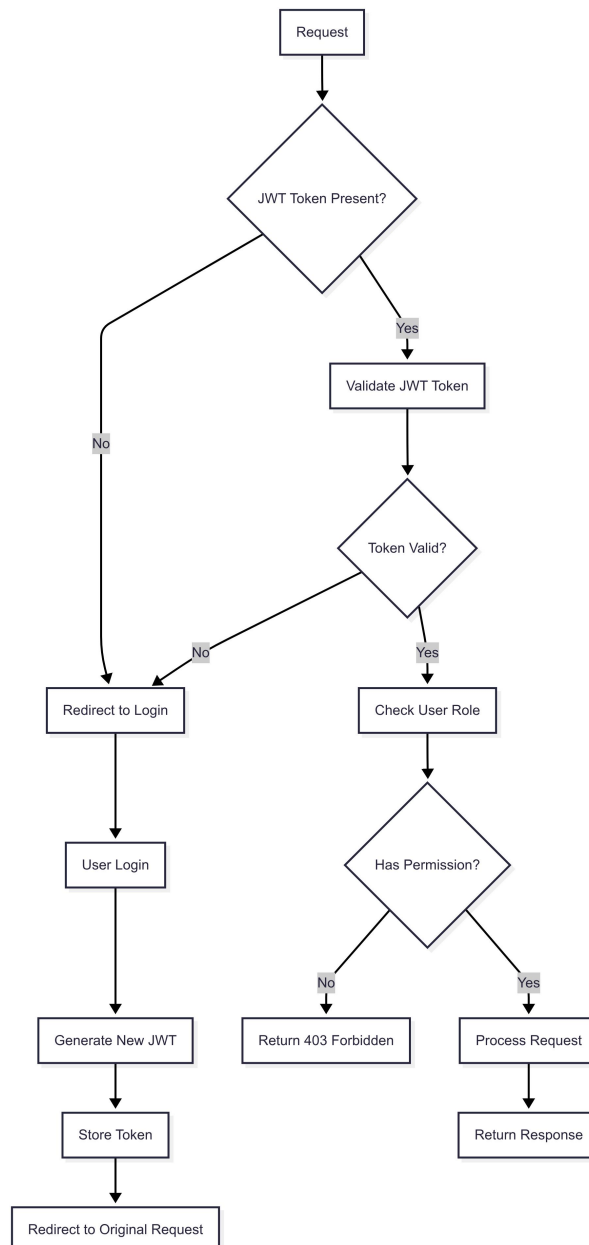 Request
JWT Token Present?
Yes
Validate JWT Token
No
Token Valid?
No
Yes
Redirect to Login
Check User Role
User Login
Has Permission?
No
Yes
Generate New JWT
Return 403 Forbidden
Process Request
Store Token
Return Response
Redirect to Original Request